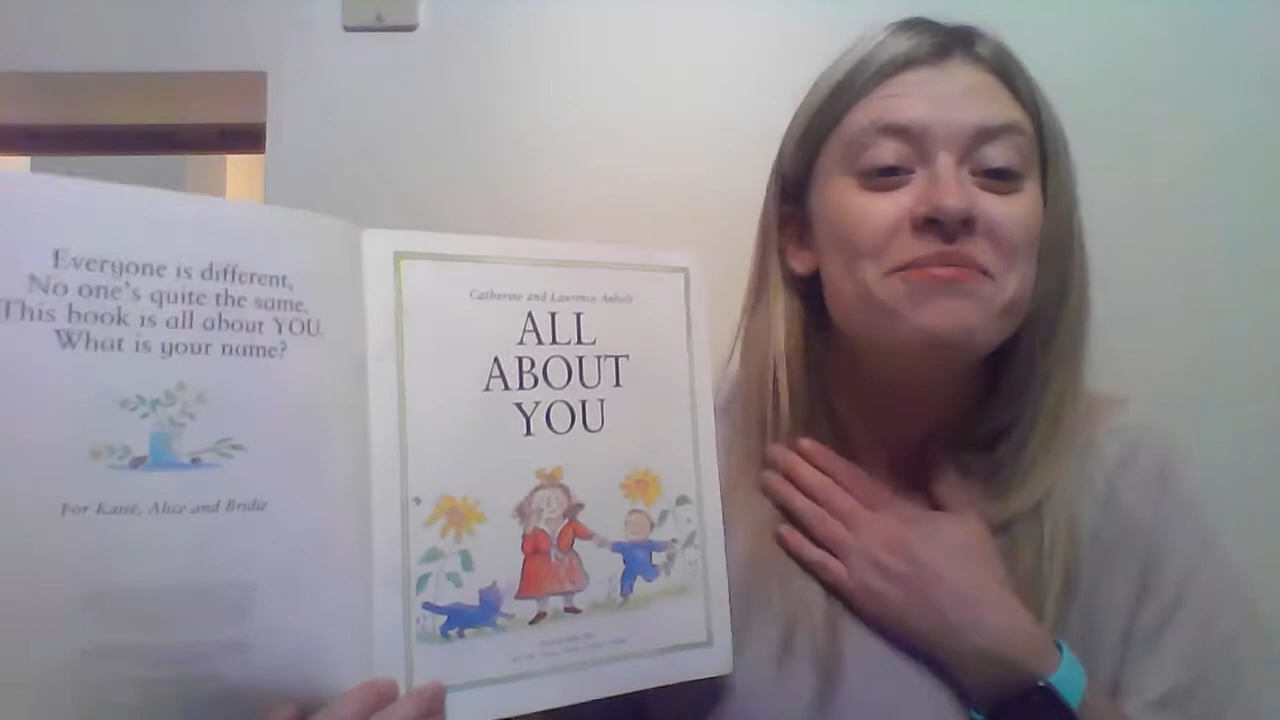 Everyone is different,
No one's quite the same.
This book is all about YOU.
What is your name?
For Katie, Alice and Bridie
Catherine and Laurence Anholt
ALL
ABOUT
YOU